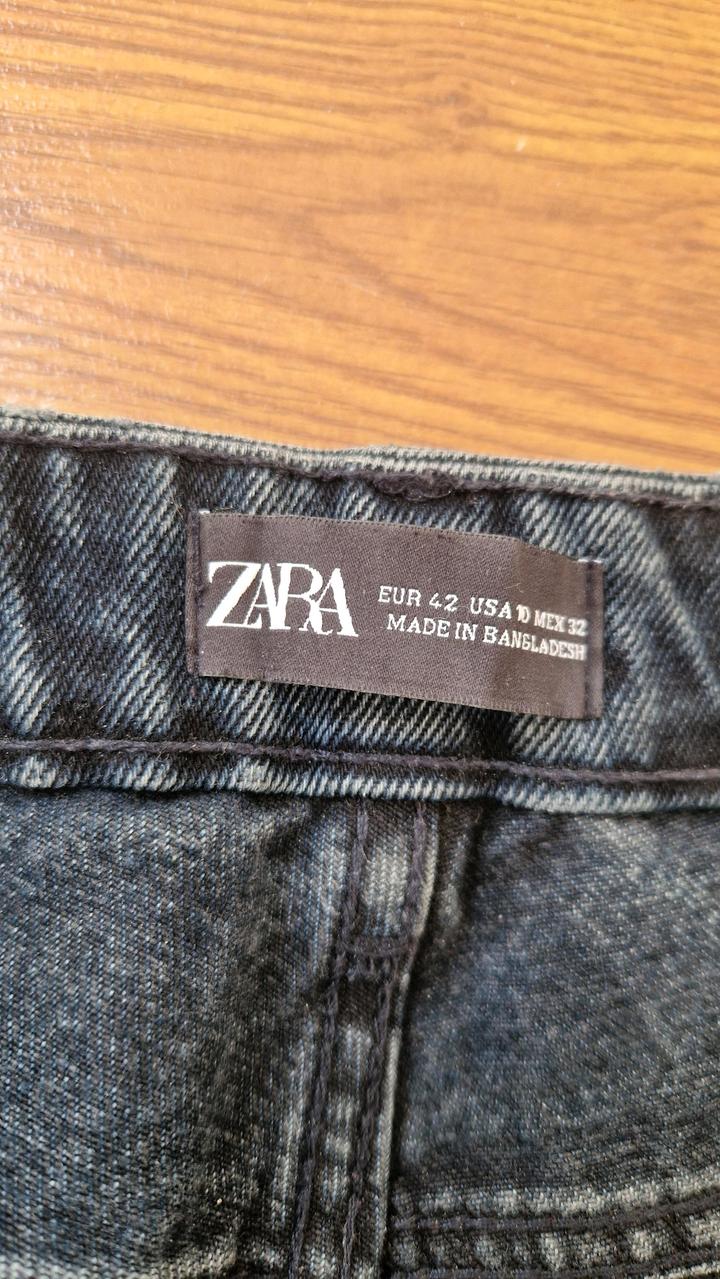 ZARA
EUR 42 USA 10 MEX 32
MADE IN BANGLADESH